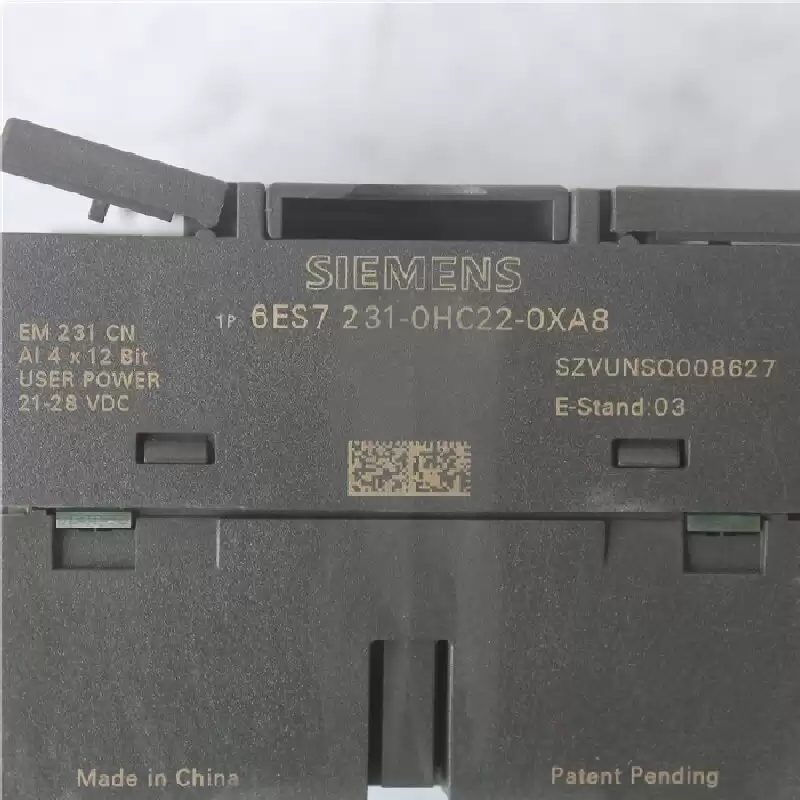 SIEMENS
1P 6ES7 231-0HC22-0XA8
EM 231 CN
AI 4 x 12 Bit
USER POWER
21-28 VDC
SZVUNSQ008627
E-Stand:03
Made in China
Patent Pending